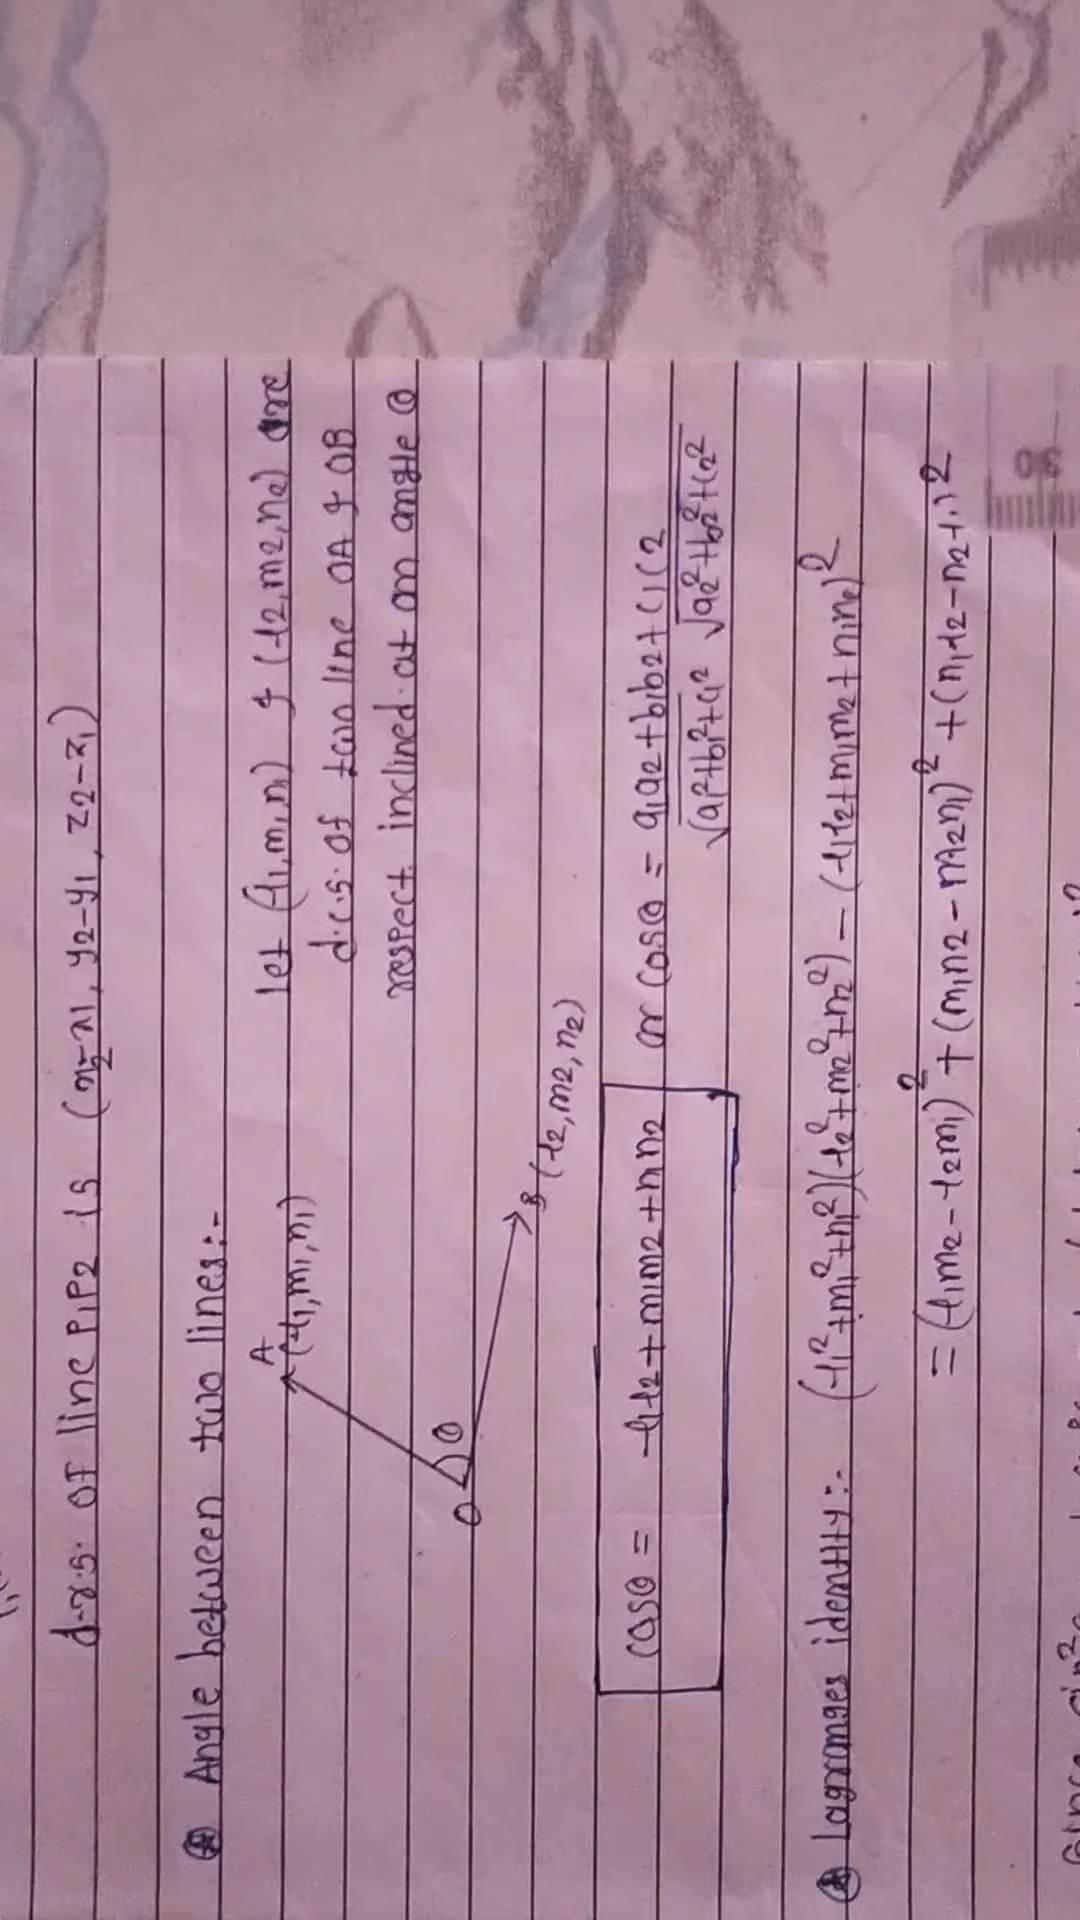 d.r.s. of line P1P2 is (x2-x1, y2-y1, z2-z1)
Angle between two lines:-
let (l1,m1,n1) & (l2,m2,n2) are
d.c.s. of two line OA & OB
respect. inclined at an angle θ
A
(l1,m1,n1)
O
θ
B (l2,m2,n2)
cosθ = l1l2+m1m2+n1n2 or cosθ = a1a2+b1b2+c1c2
√a1²+b1²+c1² √a2²+b2²+c2²
Lagranges identity:- (l1²+m1²+n1²)(l2²+m2²+n2²) - (l1l2+m1m2+n1n2)²
= (l1m2-l2m1)² + (m1n2-m2n1)² + (n1l2-n2l1)²
since sin²θ
90